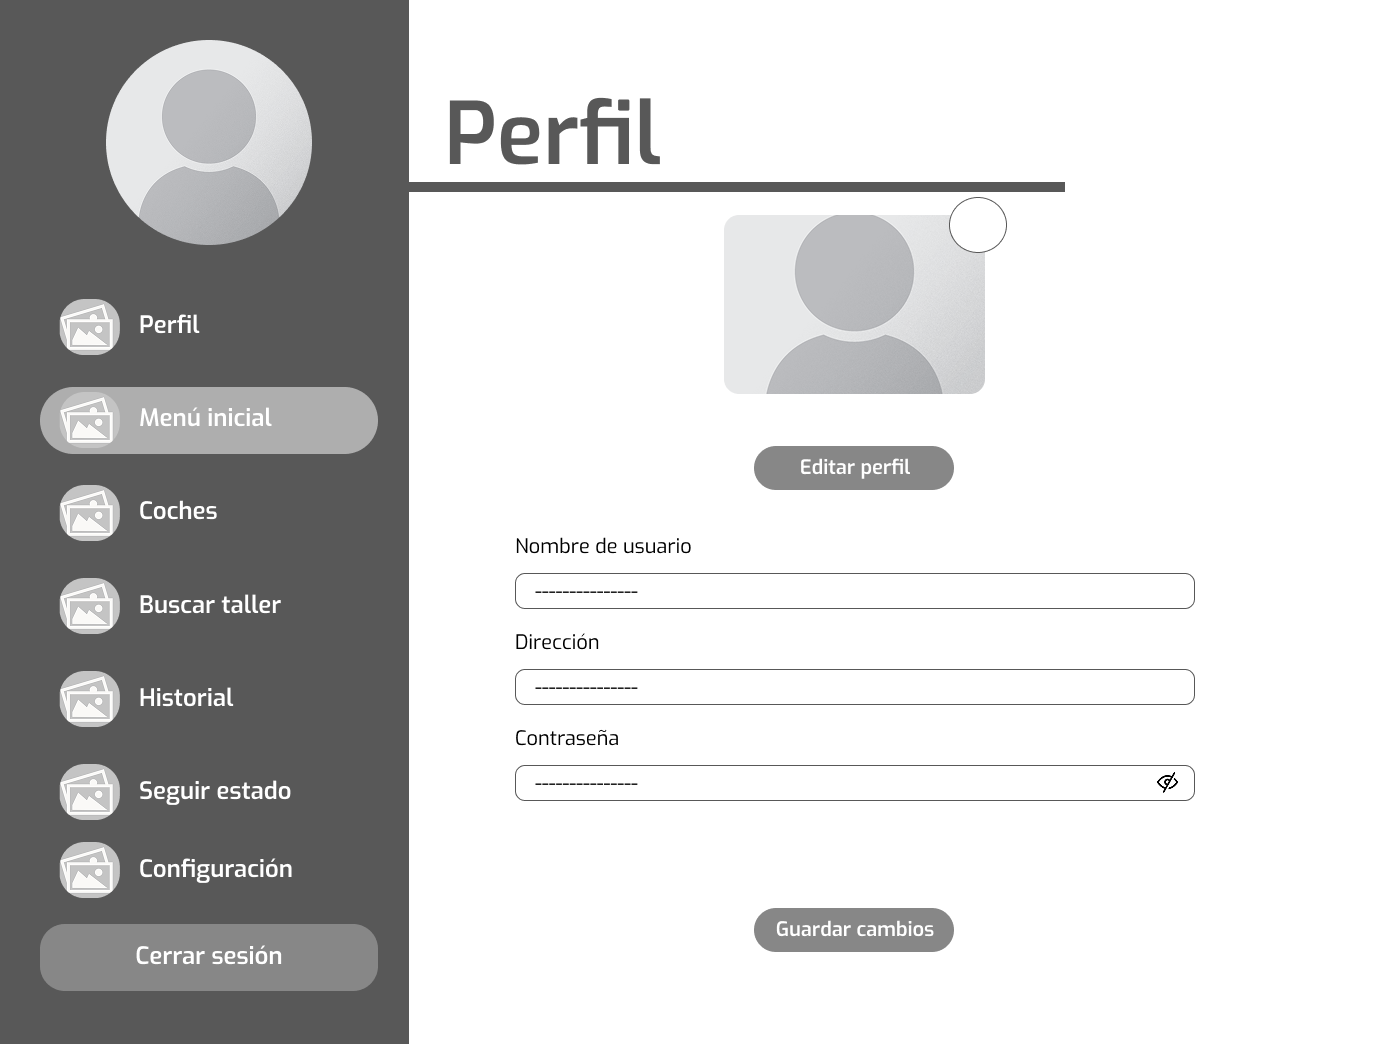 Perfil
Perfil
Menú inicial
Coches
Buscar taller
Historial
Seguir estado
Configuración
Cerrar sesión
Editar perfil
Nombre de usuario
---------------
Dirección
---------------
Contraseña
---------------
Guardar cambios